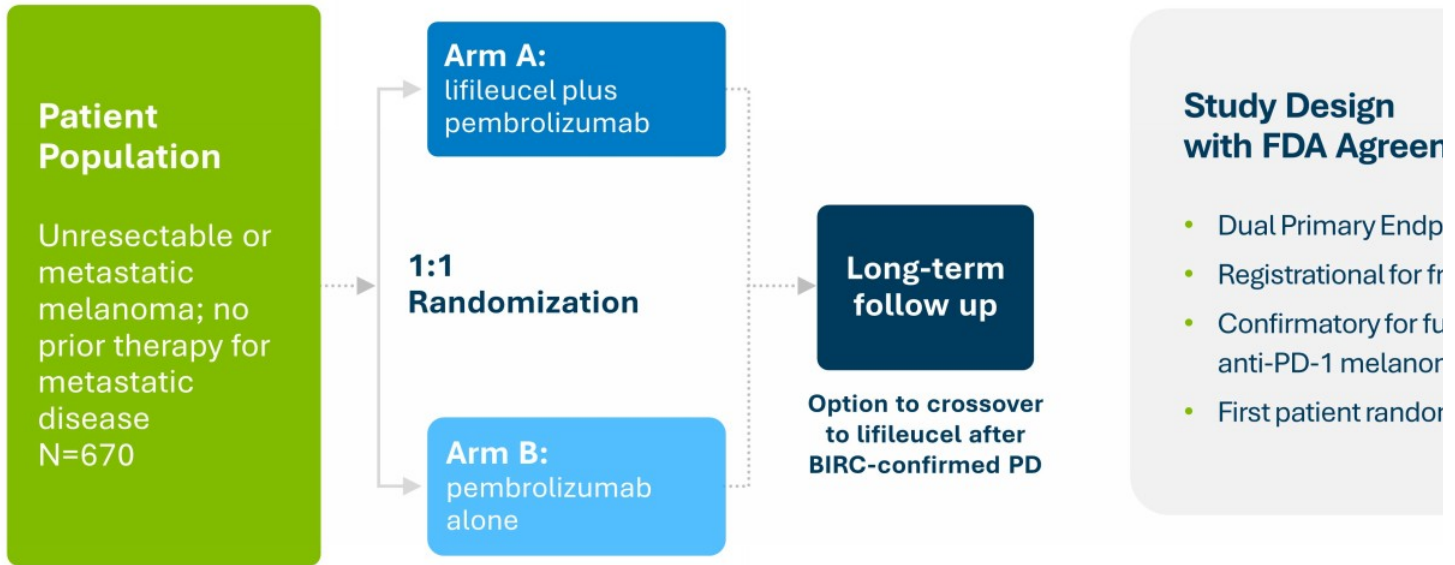 Patient
Population
Unresectable or
metastatic
melanoma; no
prior therapy for
metastatic
disease
N=670
Arm A:
lifileucel plus
pembrolizumab
1:1
Randomization
Arm B:
pembrolizumab
alone
Long-term
follow up
Option to crossover
to lifileucel after
BIRC-confirmed PD
Study Design
with FDA
• Dual Primary
• Registrational for
• Confirmatory for
anti-PD-1
• First patient